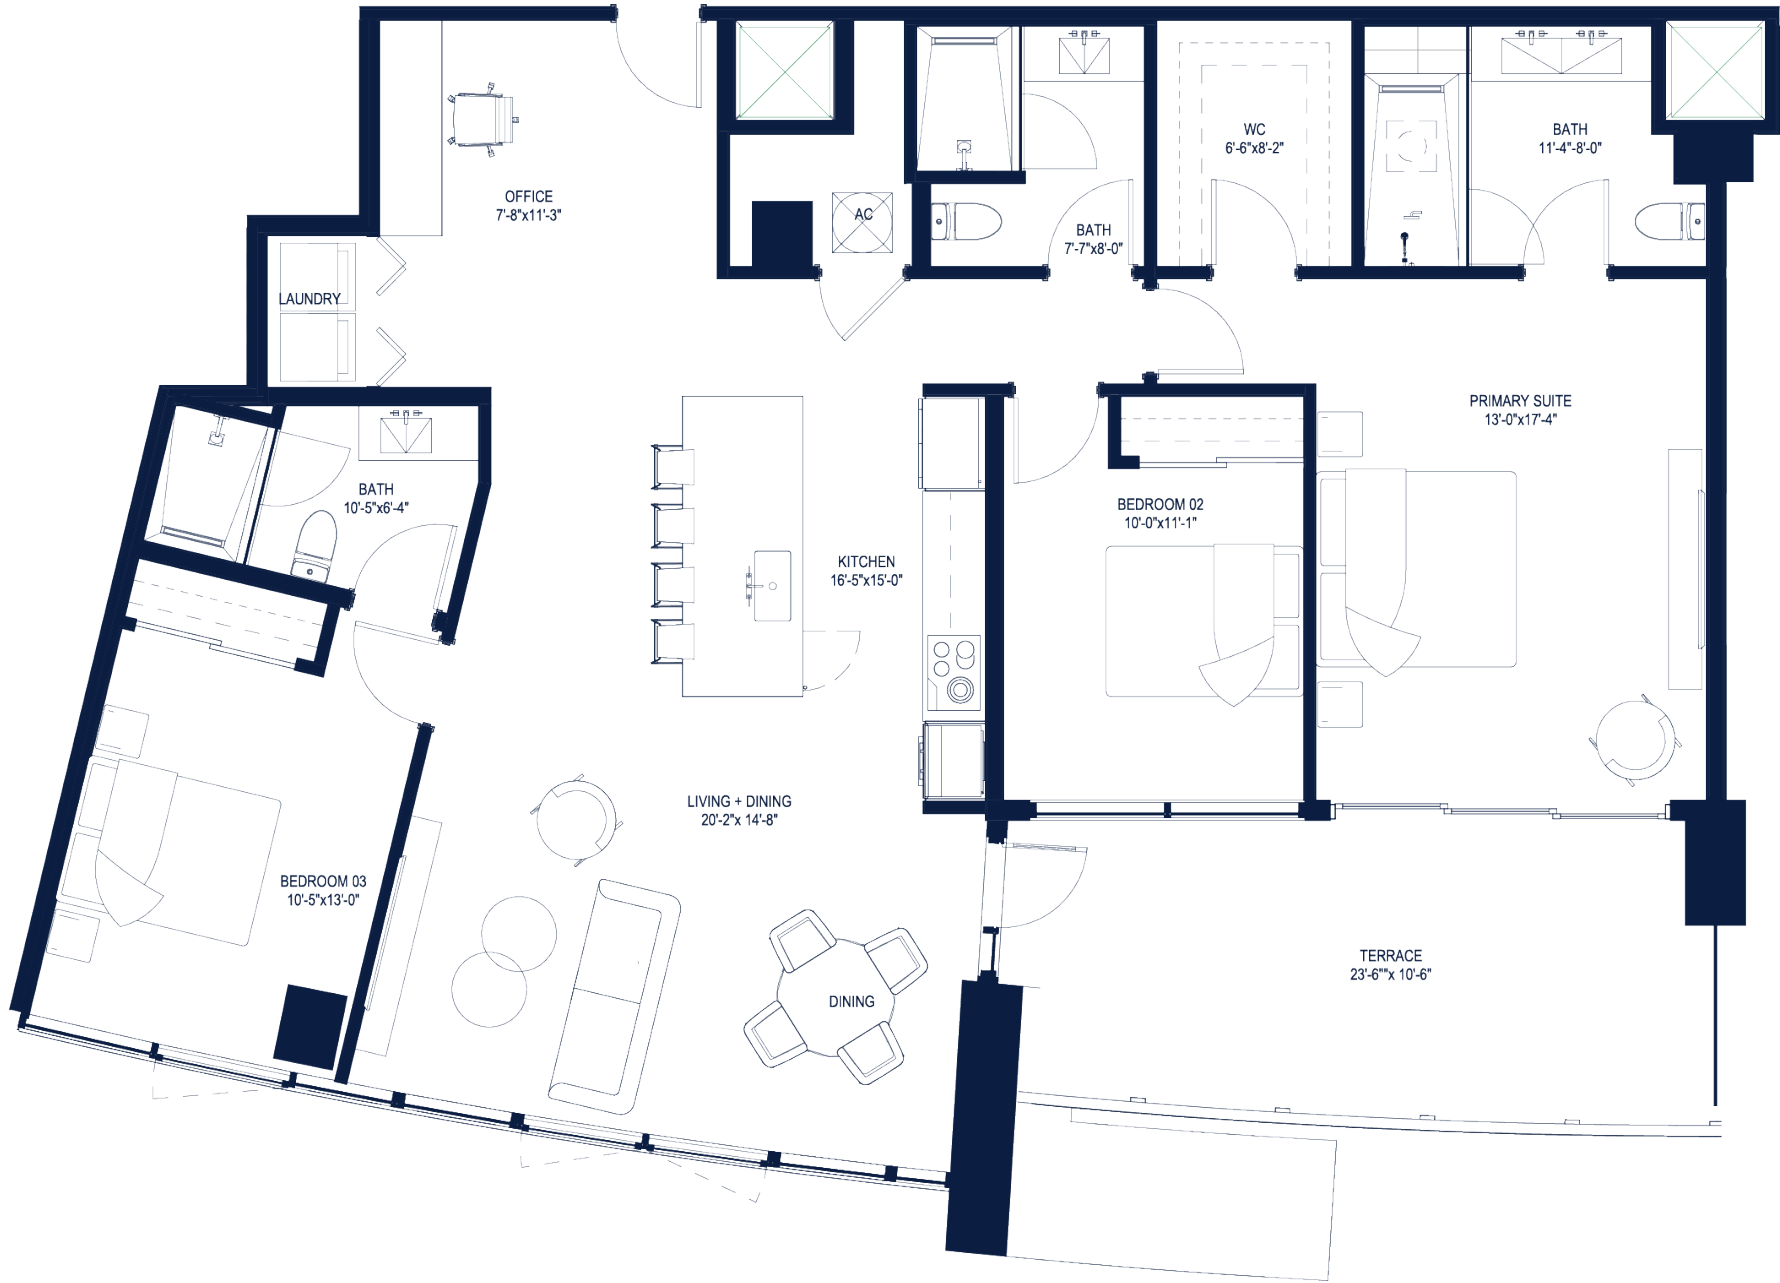 WC
6'-6"x8'-2"
BATH
11'-4"-8'-0"
OFFICE
7'-8"x11'-3"
AC
BATH
7'-7"x8'-0"
LAUNDRY
PRIMARY SUITE
13'-0"x17'-4"
BATH
10'-5"x6'-4"
BEDROOM 02
10'-0"x11'-1"
KITCHEN
16'-5"x15'-0"
LIVING + DINING
20'-2"x 14'-8"
BEDROOM 03
10'-5"x13'-0"
TERRACE
23'-6""x 10'-6"
DINING